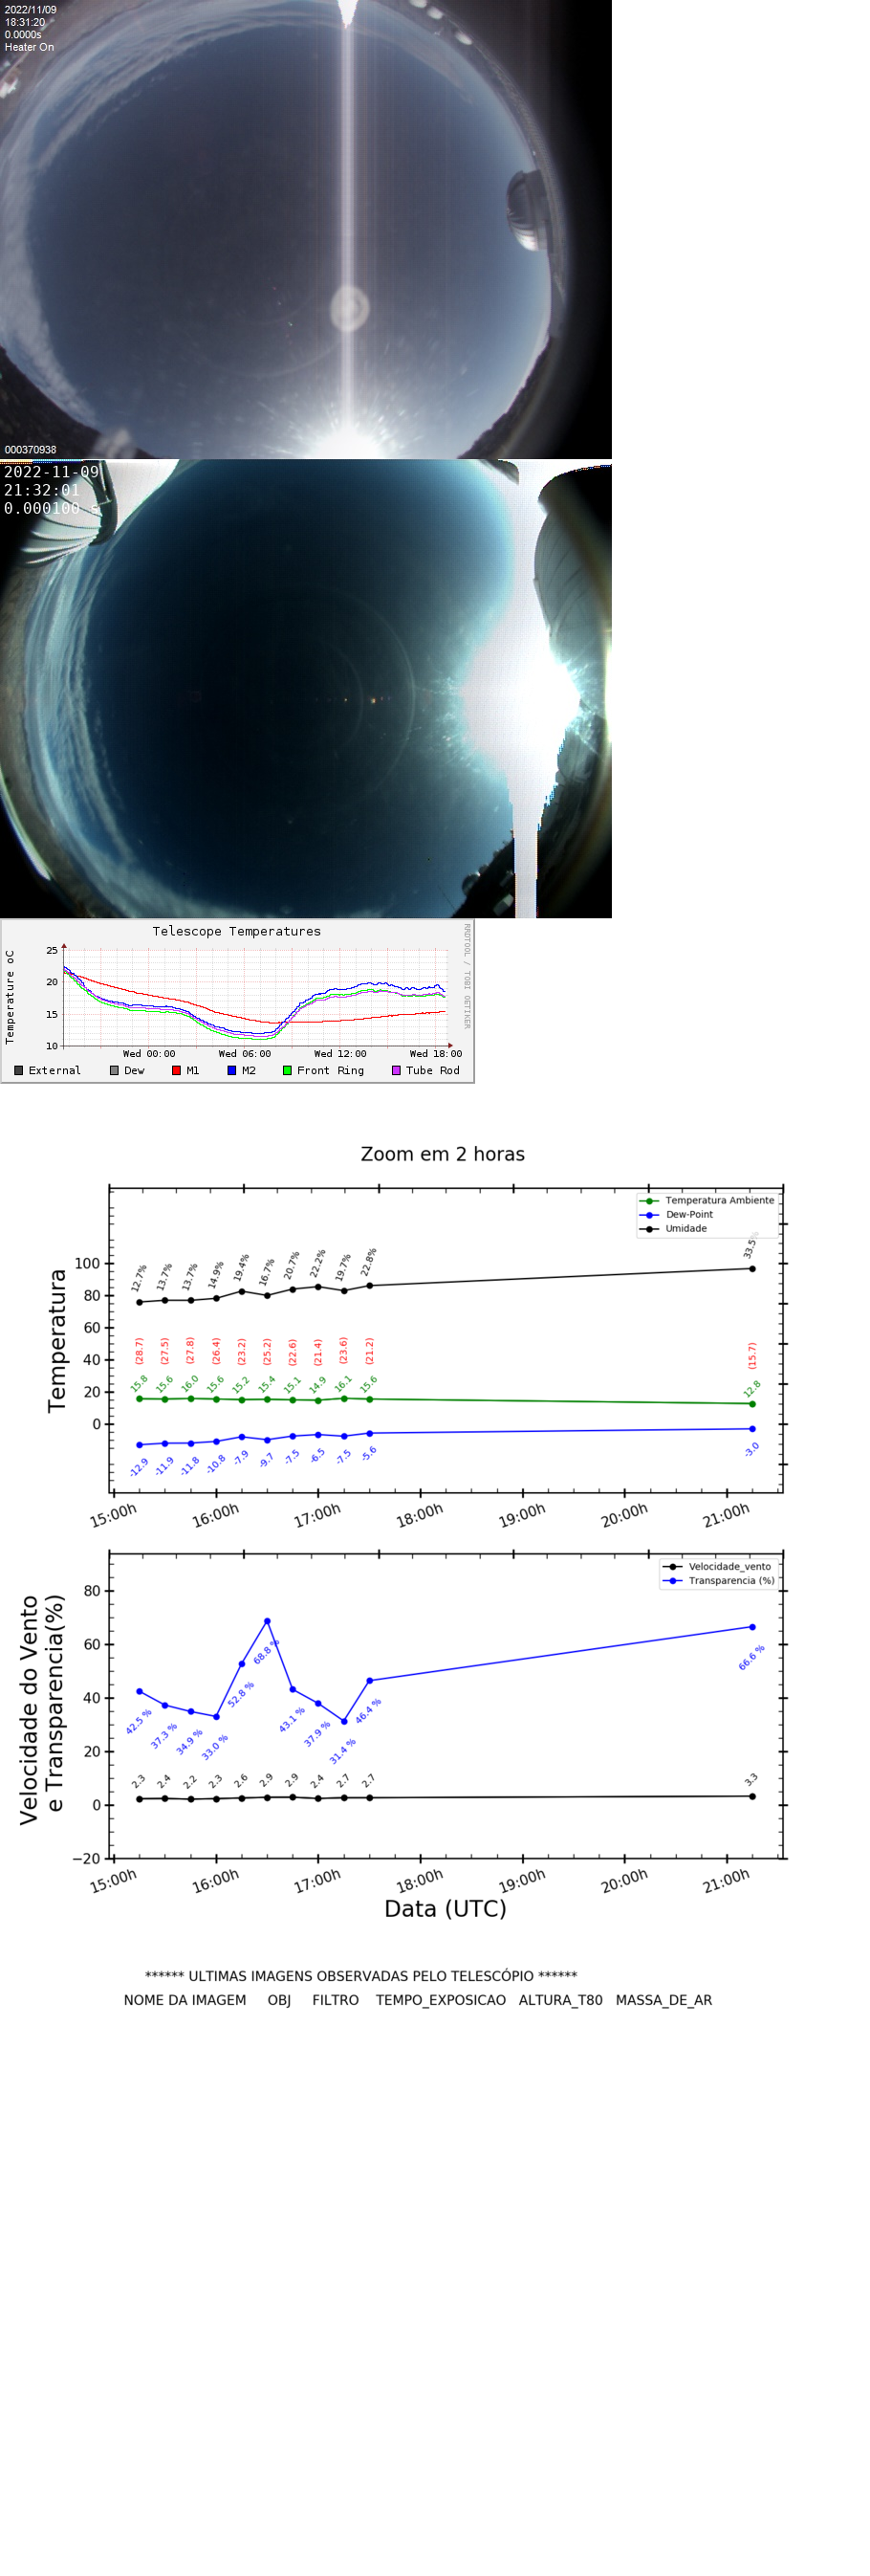 2022/11/09
18:31:20
0.0000s
Heater On
000370938
2022-11-09
21:32:01
0.000100 s
Telescope Temperatures
RRDTOOL / TOBI OETIKER
Temperature oC
25
20
15
10
Wed 00:00 Wed 06:00 Wed 12:00 Wed 18:00
External Dew M1 M2 Front Ring Tube Rod
Zoom em 2 horas
Temperatura Ambiente
Dew-Point
Umidade
Temperatura
100
80
60
40
20
0
12.7% 13.7% 13.7% 14.9% 19.4% 16.7% 20.7% 22.2% 19.7% 22.8% 33.5
(28.7) (27.5) (27.8) (26.4) (23.2) (25.2) (22.6) (21.4) (23.6) (21.2) (15.7)
15.8 15.6 16.0 15.6 15.2 15.4 15.1 14.9 16.1 15.6 12.8
-12.9 -11.9 -11.8 -10.8 -7.9 -9.7 -7.5 -6.5 -7.5 -5.6 -3.0
15:00h 16:00h 17:00h 18:00h 19:00h 20:00h 21:00h
Velocidade_vento
Transparencia (%)
Velocidade do Vento
e Transparencia(%)
80
60
40
20
0
−20
42.5 % 37.3 % 34.9 % 33.0 % 52.8 % 68.8 % 43.1 % 37.9 % 31.4 % 46.4 % 66.6 %
2.3 2.4 2.2 2.3 2.6 2.9 2.9 2.4 2.7 2.7 3.3
15:00h 16:00h 17:00h 18:00h 19:00h 20:00h 21:00h
Data (UTC)
****** ULTIMAS IMAGENS OBSERVADAS PELO TELESCÓPIO ******
NOME DA IMAGEM OBJ FILTRO TEMPO_EXPOSICAO ALTURA_T80 MASSA_DE_AR